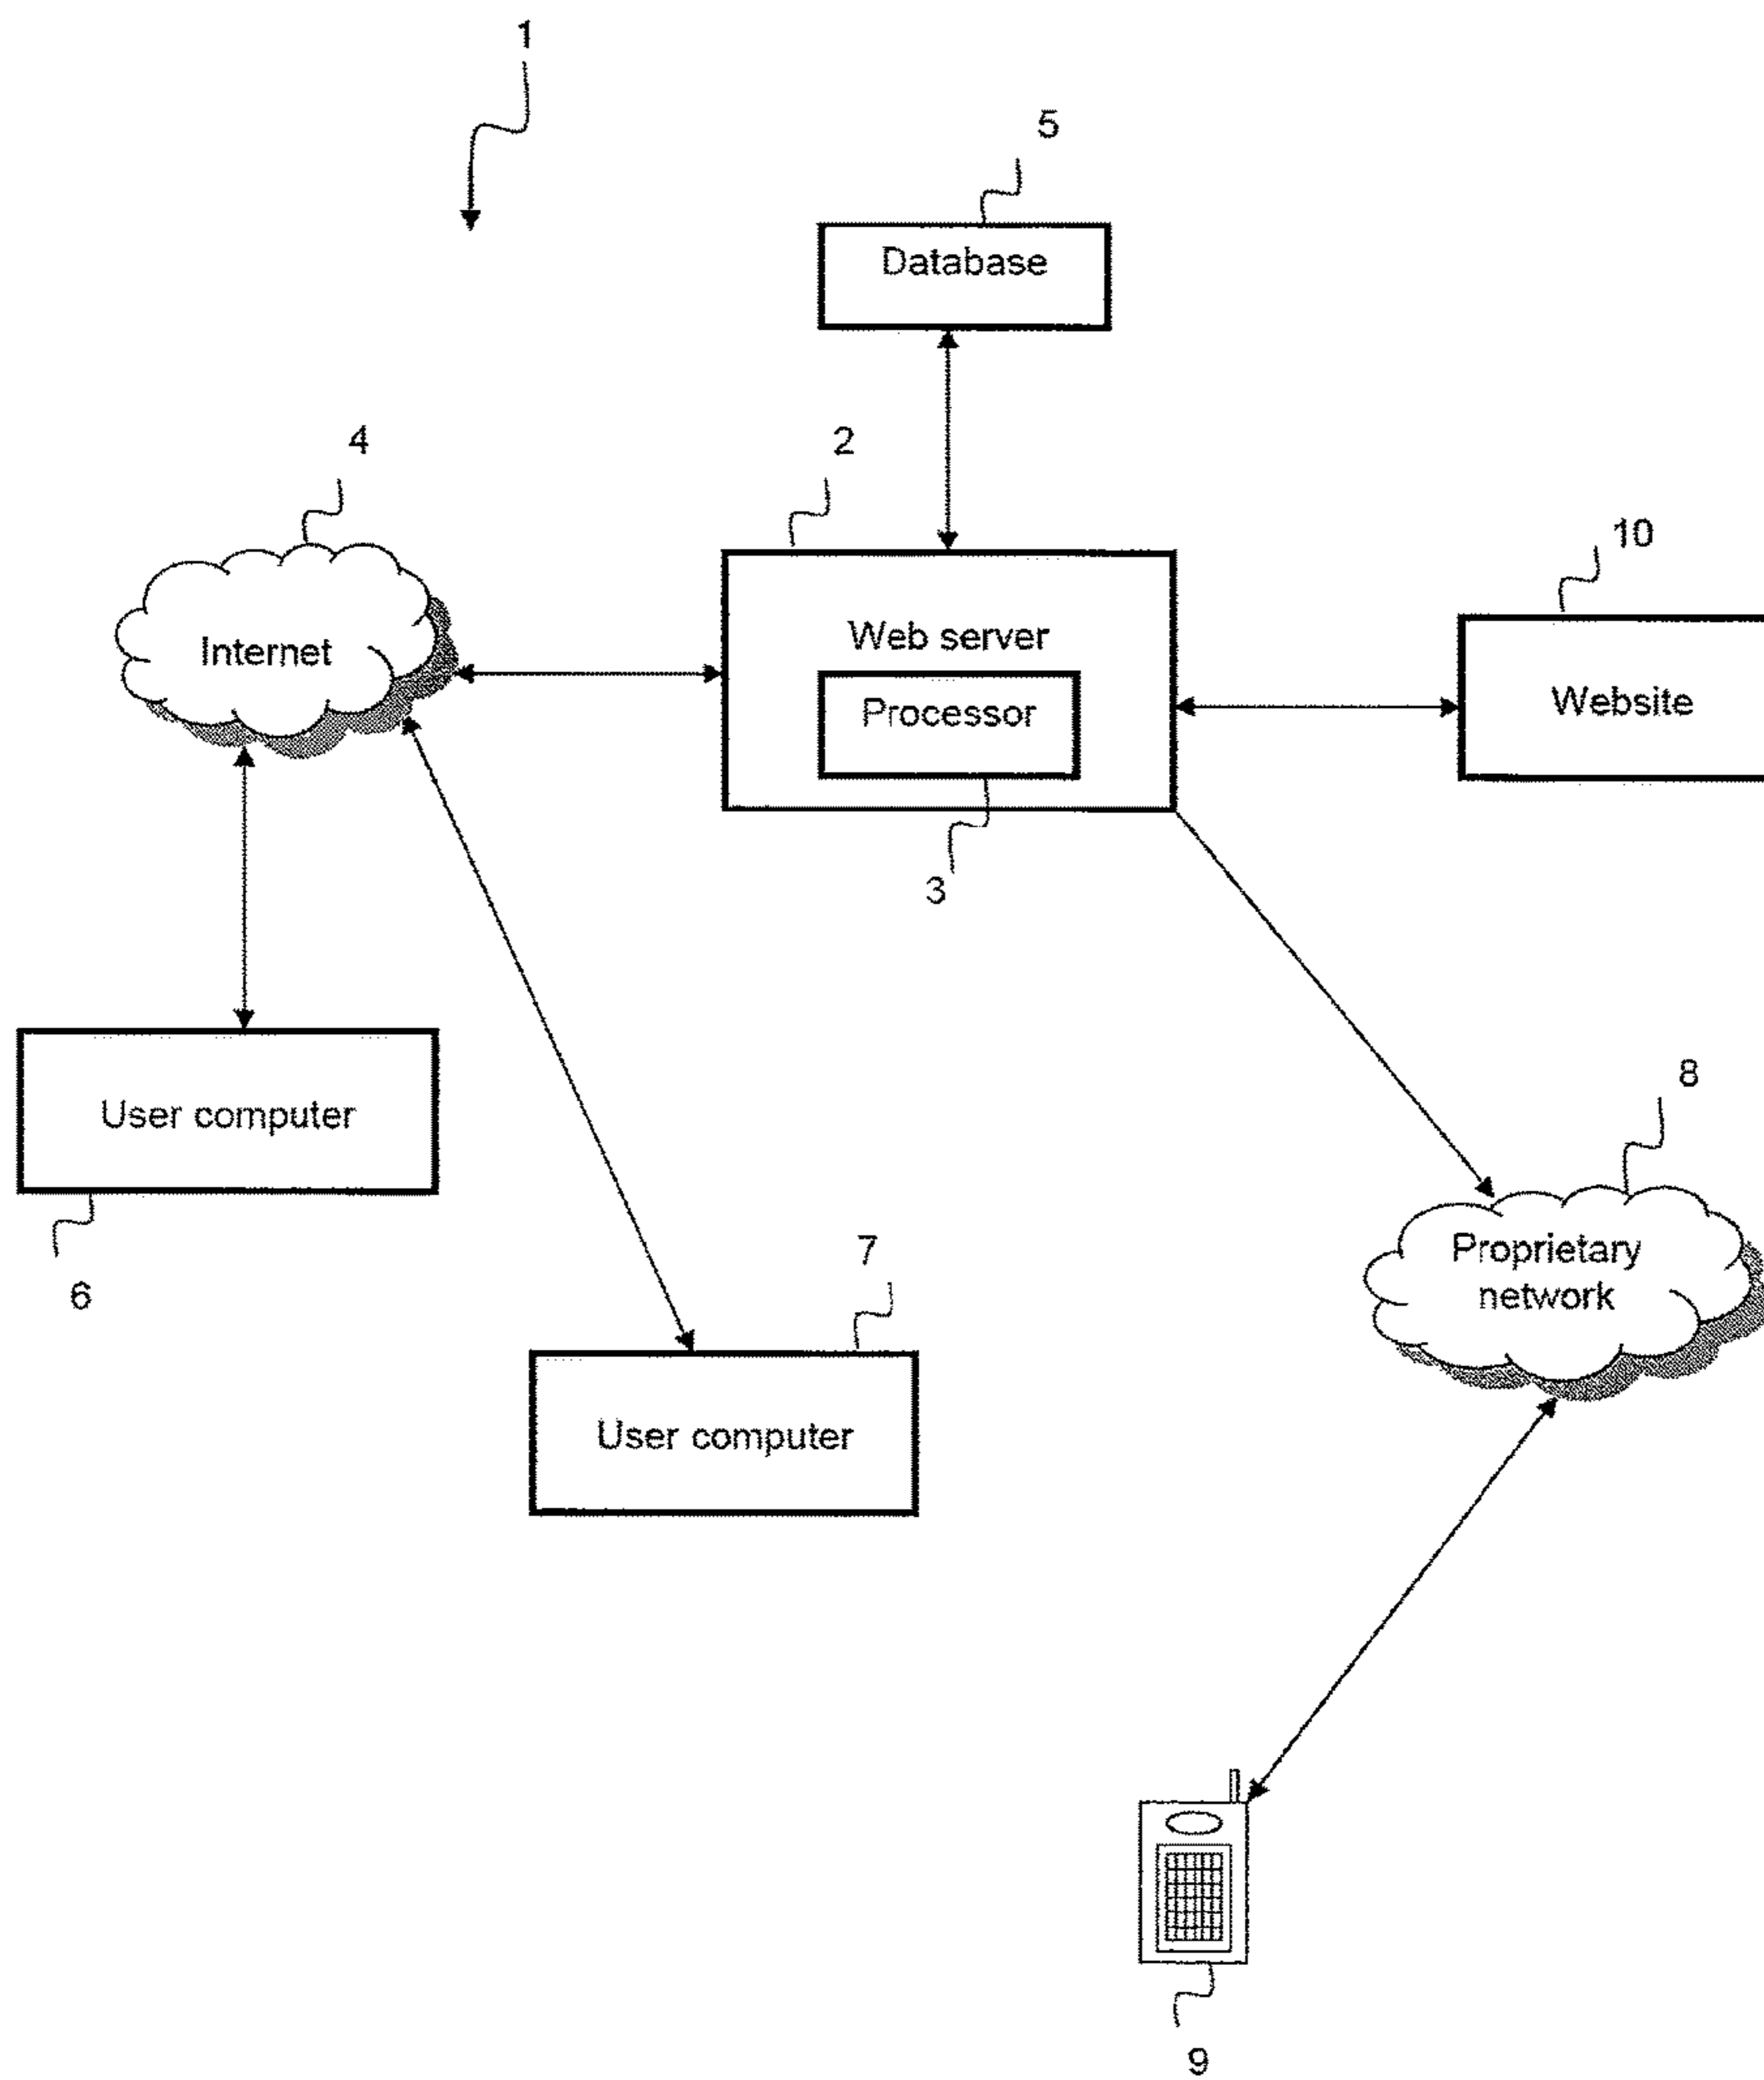 1
5
Database
4
2
10
Internet
Web server
Processor
Website
3
8
User computer
Proprietary
network
6
7
User computer
9